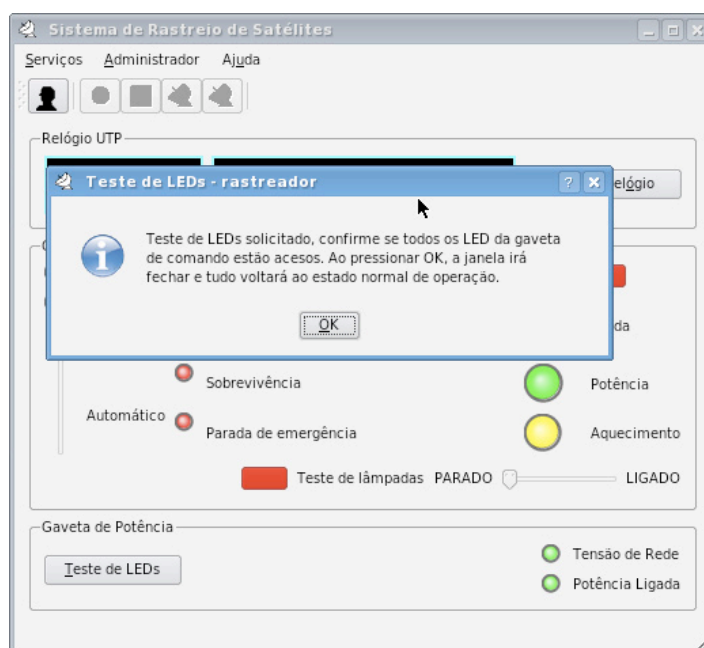 Sistema de Rastreio de Satélites
Serviços Administrador Ajuda
Relógio UTP
elógio
Teste de LEDs - rastreador
Teste de LEDs solicitado, confirme se todos os LED da gaveta
de comando estão acesos. Ao pressionar OK, a janela irá
fechar e tudo voltará ao estado normal de operação.
OK
da
Sobrevivência
Potência
Automático
Parada de emergência
Aquecimento
Teste de lâmpadas PARADO LIGADO
Gaveta de Potência
Teste de LEDs
Tensão de Rede
Potência Ligada